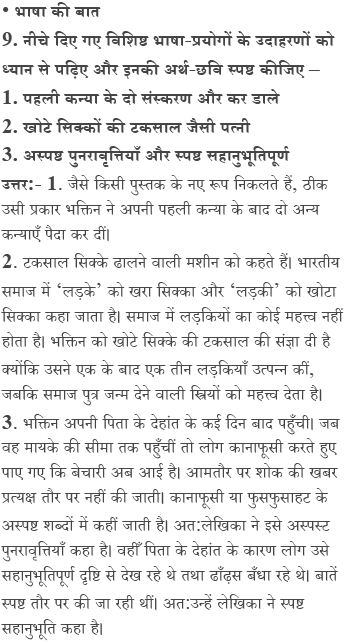 • भाषा की बात
9. नीचे दिए गए विशिष्ट भाषा-प्रयोगों के उदाहरणों को
ध्यान से पढ़िए और इनकी अर्थ-छवि स्पष्ट कीजिए –
1. पहली कन्या के दो संस्करण और कर डाले
2. खोटे सिक्कों की टकसाल जैसी पत्नी
3. अस्पष्ट पुनरावृत्तियाँ और स्पष्ट सहानुभूतिपूर्ण
उत्तर:- 1. जैसे किसी पुस्तक के नए रूप निकलते हैं, ठीक
उसी प्रकार भक्तिन ने अपनी पहली कन्या के बाद दो अन्य
कन्याएँ पैदा कर दीं।
2. टकसाल सिक्के ढालने वाली मशीन को कहते हैं। भारतीय
समाज में ‘लड़के’ को खरा सिक्का और ‘लड़की’ को खोटा
सिक्का कहा जाता है। समाज में लड़कियों का कोई महत्त्व नहीं
होता है। भक्तिन को खोटे सिक्के की टकसाल की संज्ञा दी है
क्योंकि उसने एक के बाद एक तीन लड़कियाँ उत्पन्न कीं,
जबकि समाज पुत्र जन्म देने वाली स्त्रियों को महत्त्व देता है।
3. भक्तिन अपनी पिता के देहांत के कई दिन बाद पहुँची। जब
वह मायके की सीमा तक पहुँचीं तो लोग कानाफूसी करते हुए
पाए गए कि बेचारी अब आई है। आमतौर पर शोक की खबर
प्रत्यक्ष तौर पर नहीं की जाती। कानाफूसी या फुसफुसाहट के
अस्पष्ट शब्दों में कहीं जाती है। अत:लेखिका ने इसे अस्पस्ट
पुनरावृत्तियाँ कहा है। वहीँ पिता के देहांत के कारण लोग उसे
सहानुभूतिपूर्ण दृष्टि से देख रहे थे तथा ढाँढ़स बँधा रहे थे। बातें
स्पष्ट तौर पर की जा रही थीं। अत:उन्हें लेखिका ने स्पष्ट
सहानुभूति कहा है।